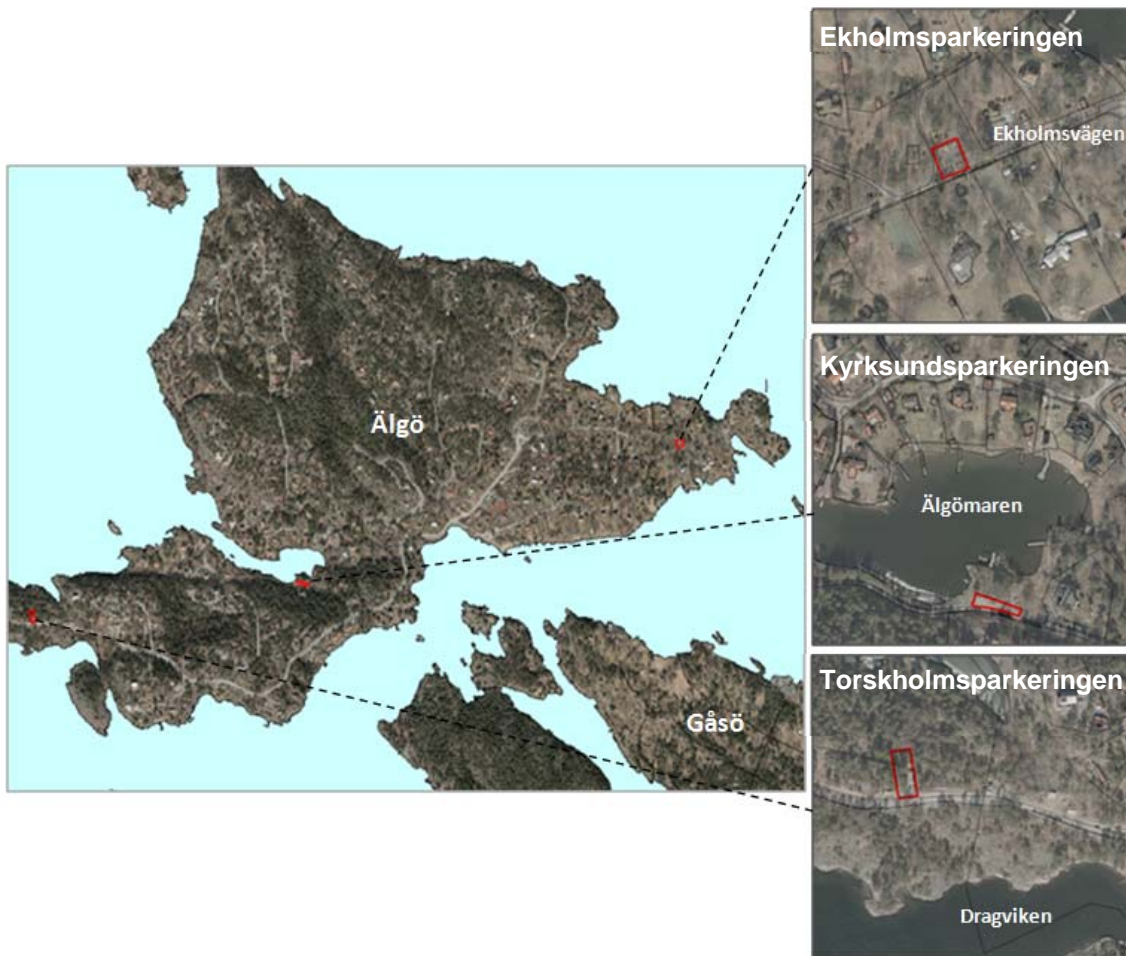 Älgö
Gåsö
Ekholmsparkeringen
Ekholmsvägen
Kyrksundsparkeringen
Älgömaren
Torskholmsparkeringen
Dragviken